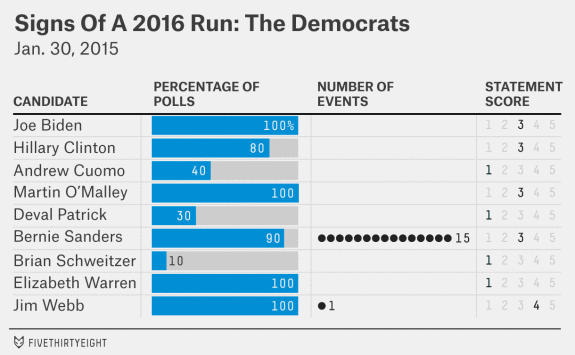 Signs Of A 2016 Run: The Democrats
Jan. 30, 2015
CANDIDATE PERCENTAGE OF POLLS NUMBER OF EVENTS STATEMENT SCORE
Joe Biden 100% 1 2 3 4 5
Hillary Clinton 80 1 2 3 4 5
Andrew Cuomo 40 1 2 3 4 5
Martin O’Malley 100 1 2 3 4 5
Deval Patrick 30 1 2 3 4 5
Bernie Sanders 90 15 1 2 3 4 5
Brian Schweitzer 10 1 2 3 4 5
Elizabeth Warren 100 1 2 3 4 5
Jim Webb 100 1 1 2 3 4 5
FIVETHIRTYEIGHT